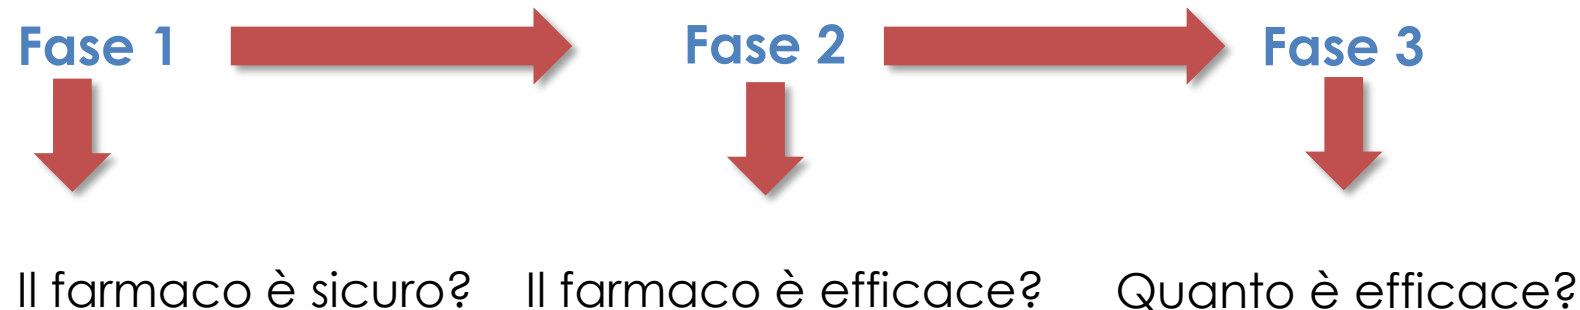 Fase 1
Fase 2
Fase 3
Il farmaco è sicuro?
Il farmaco è efficace?
Quanto è efficace?